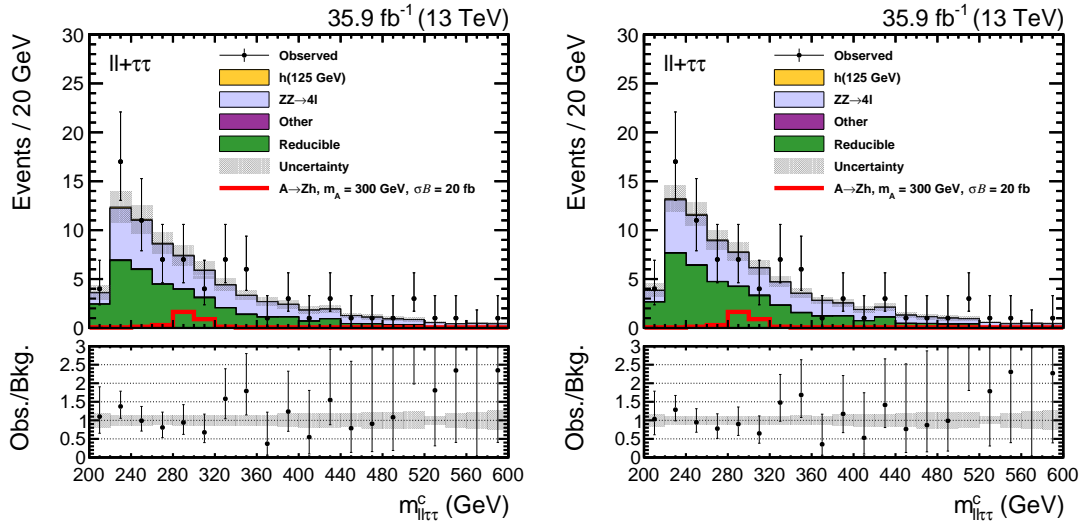 35.9 fb⁻¹ (13 TeV)
Events / 20 GeV
30
25
20
15
10
5
0
ll+ττ
Observed
h(125 GeV)
ZZ→4l
Other
Reducible
Uncertainty
A→Zh, m_A = 300 GeV, σB = 20 fb
Obs./Bkg.
3
2.5
2
1.5
1
0.5
0
200 240 280 320 360 400 440 480 520 560 600
m^c_llττ (GeV)
35.9 fb⁻¹ (13 TeV)
Events / 20 GeV
30
25
20
15
10
5
0
ll+ττ
Observed
h(125 GeV)
ZZ→4l
Other
Reducible
Uncertainty
A→Zh, m_A = 300 GeV, σB = 20 fb
Obs./Bkg.
3
2.5
2
1.5
1
0.5
0
200 240 280 320 360 400 440 480 520 560 600
m^c_llττ (GeV)